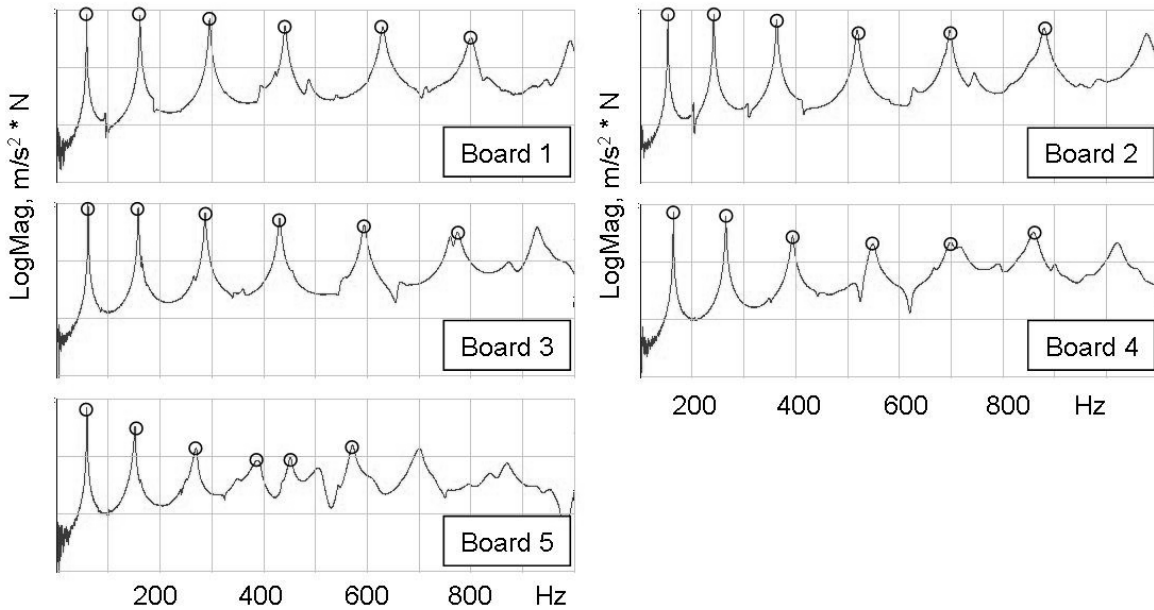 LogMag, m/s² * N
Board 1
Board 3
Board 5
200 400 600 800 Hz
LogMag, m/s² * N
Board 2
Board 4
200 400 600 800 Hz